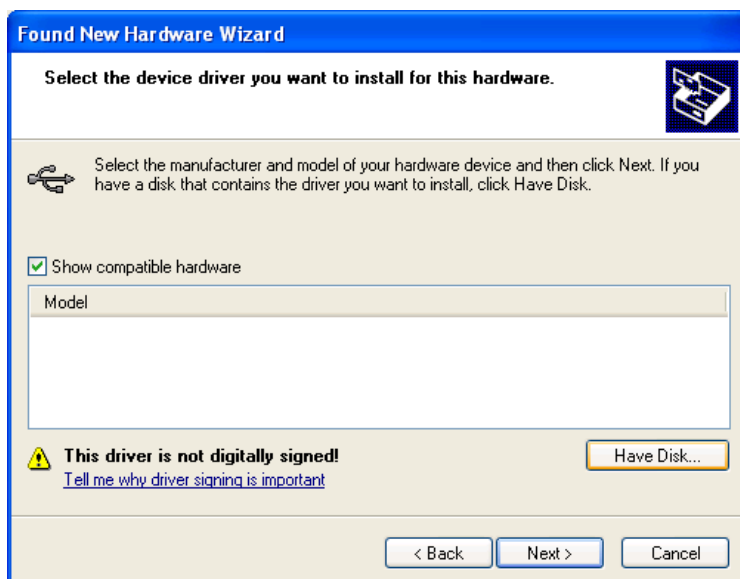 Found New Hardware Wizard
Select the device driver you want to install for this hardware.
Select the manufacturer and model of your hardware device and then click Next. If you
have a disk that contains the driver you want to install, click Have Disk.
Show compatible hardware
Model
This driver is not digitally signed!
Have Disk...
Tell me why driver signing is important
< Back
Next >
Cancel